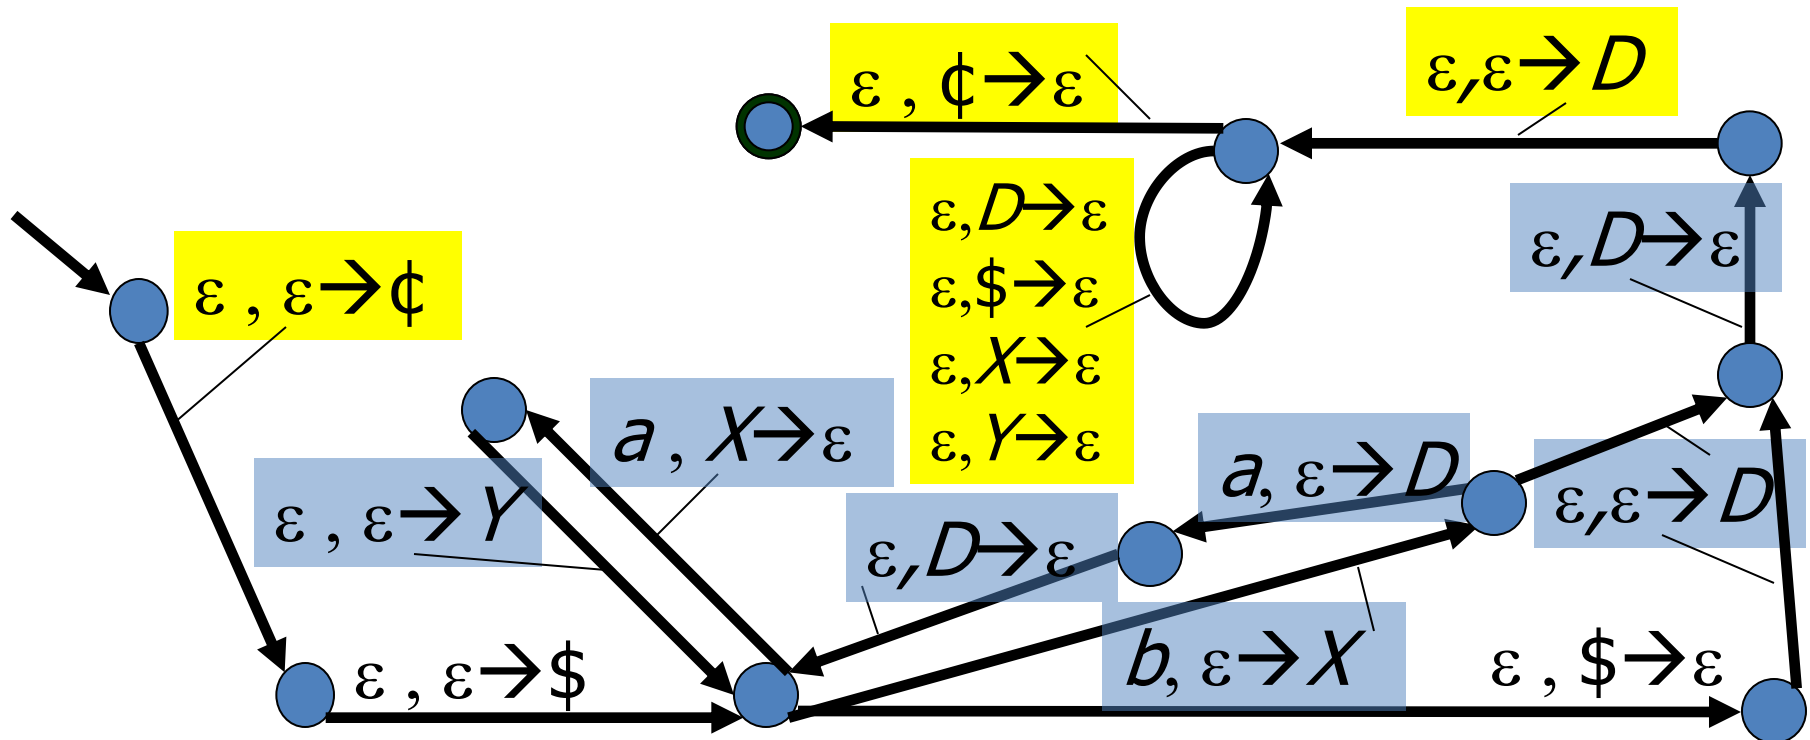 ε , ¢→ε
ε,ε→D
ε,D→ε
ε,$→ε
ε,X→ε
ε,Y→ε
ε,D→ε
ε , ε→¢
a , X→ε
ε , ε→Y
a, ε→D
ε,ε→D
ε,D→ε
b, ε→X
ε , ε→$
ε , $→ε